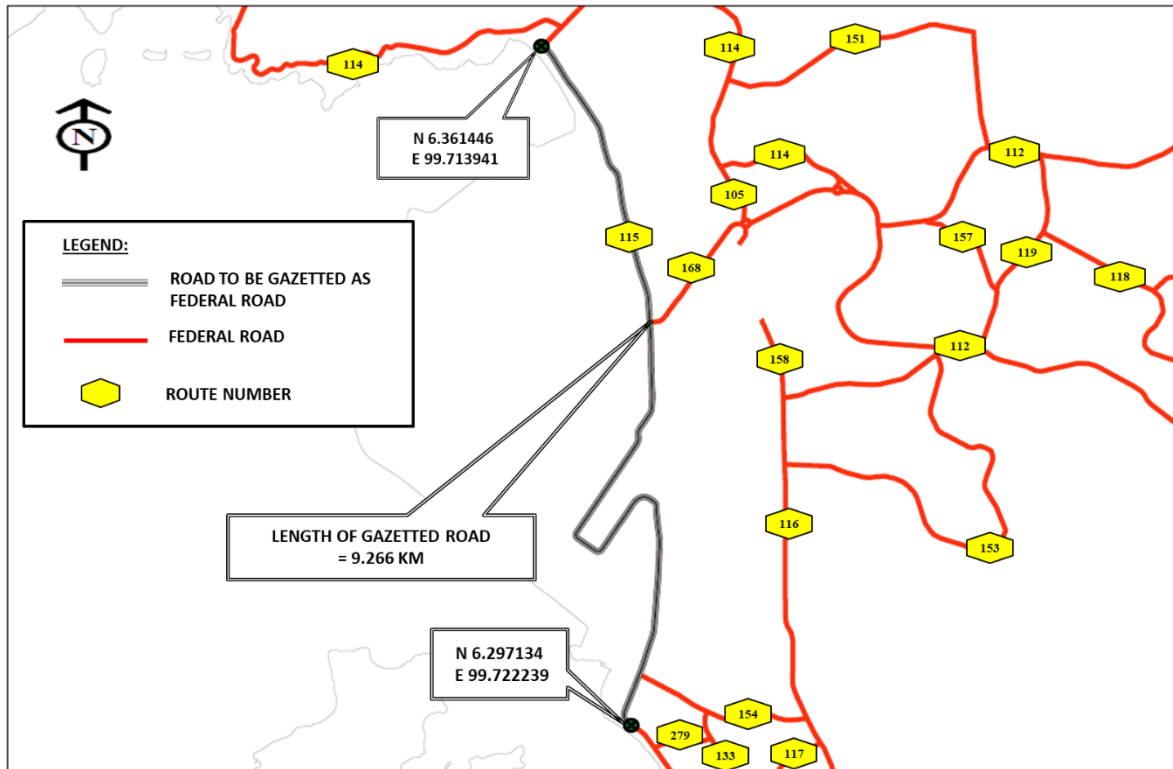 114
114
151
N
N 6.361446
E 99.713941
114
112
105
115
168
157
119
118
LEGEND:
ROAD TO BE GAZETTED AS
FEDERAL ROAD
FEDERAL ROAD
ROUTE NUMBER
158
112
116
153
LENGTH OF GAZETTED ROAD
= 9.266 KM
N 6.297134
E 99.722239
154
279
133
117